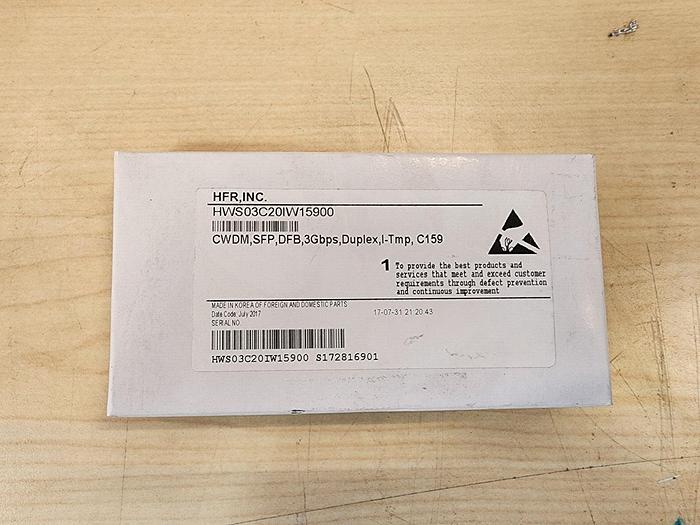 HFR,INC.
HWS03C20IW15900
CWDM,SFP,DFB,3Gbps,Duplex,I-Tmp, C159
1 To provide the best products and
services that meet and exceed customer
requirements through defect prevention
and continuous improvement
MADE IN KOREA OF FOREIGN AND DOMESTIC PARTS
Date Code: July 2017 17-07-31 21:20:43
SERIAL NO.
HWS03C20IW15900 S172816901